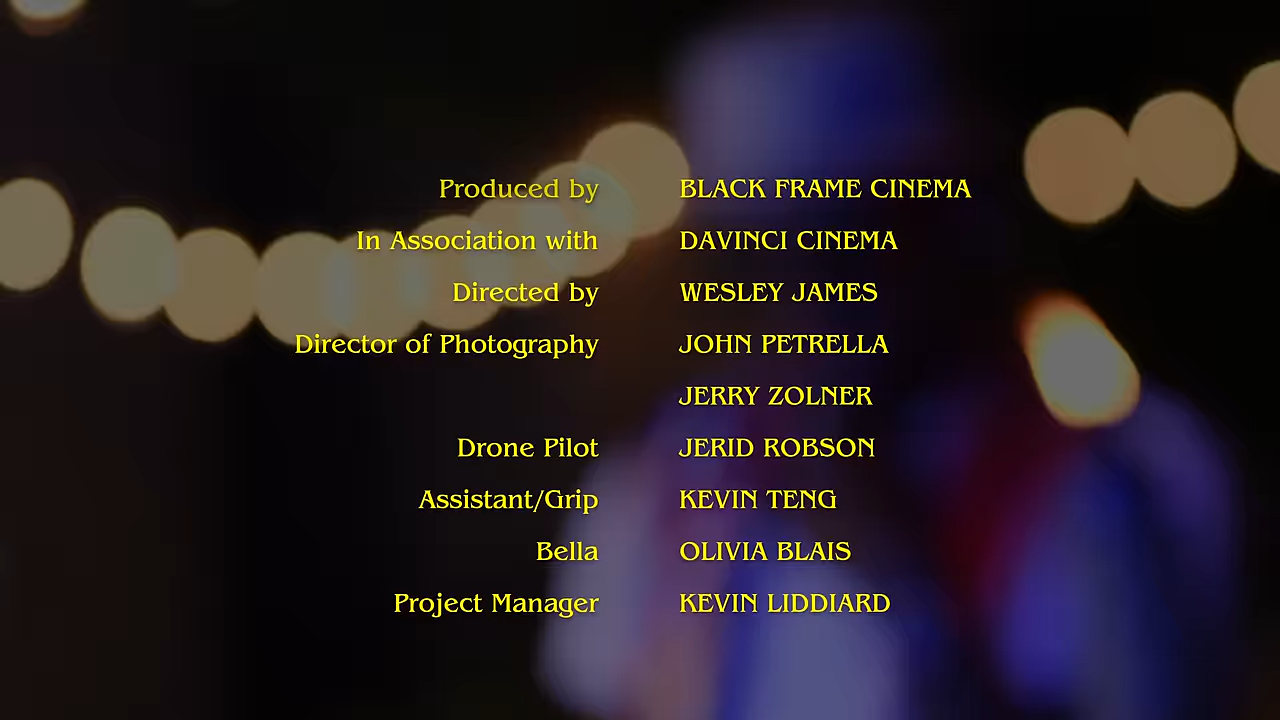 Produced by BLACK FRAME CINEMA
In Association with DAVINCI CINEMA
Directed by WESLEY JAMES
Director of Photography JOHN PETRELLA
JERRY ZOLNER
Drone Pilot JERID ROBSON
Assistant/Grip KEVIN TENG
Bella OLIVIA BLAIS
Project Manager KEVIN LIDDIARD